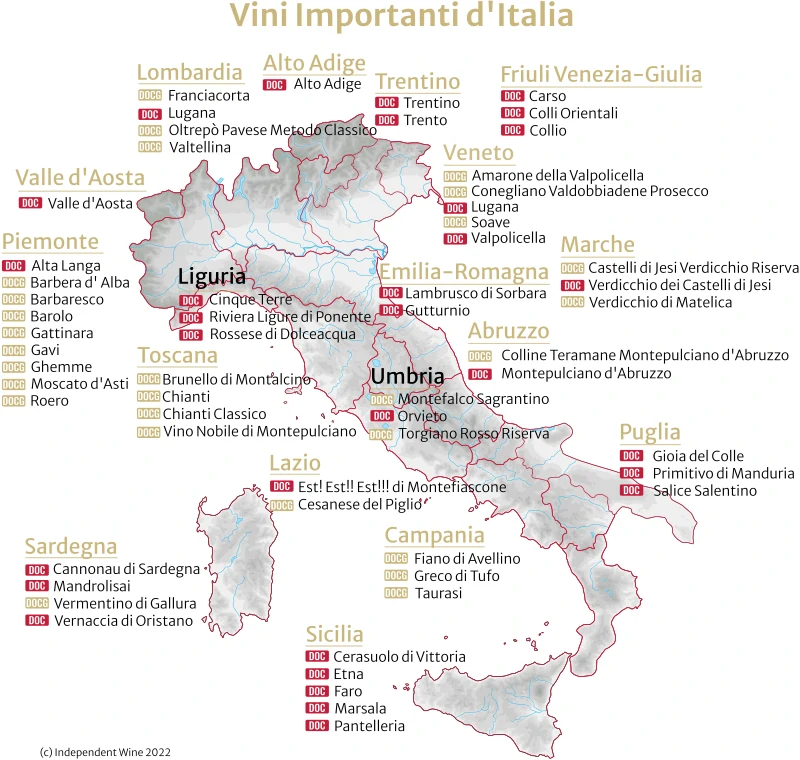 Vini Importanti d'Italia
Lombardia
DOCG Franciacorta
DOC Lugana
DOCG Oltrepò Pavese Metodo Classico
DOCG Valtellina
Alto Adige
DOC Alto Adige
Trentino
DOC Trentino
DOC Trento
Friuli Venezia-Giulia
DOC Carso
DOC Colli Orientali
DOC Collio
Valle d'Aosta
DOC Valle d'Aosta
Veneto
DOCG Amarone della Valpolicella
DOCG Conegliano Valdobbiadene Prosecco
DOC Lugana
DOCG Soave
DOC Valpolicella
Piemonte
DOC Alta Langa
DOCG Barbera d' Alba
DOCG Barbaresco
DOCG Barolo
DOCG Gattinara
DOCG Gavi
DOCG Ghemme
DOCG Moscato d'Asti
DOCG Roero
Liguria
DOC Cinque Terre
DOC Riviera Ligure di Ponente
DOC Rossese di Dolceacqua
Emilia-Romagna
DOC Lambrusco di Sorbara
DOC Gutturnio
Marche
DOCG Castelli di Jesi Verdicchio Riserva
DOC Verdicchio dei Castelli di Jesi
DOCG Verdicchio di Matelica
Toscana
DOCG Brunello di Montalcino
DOCG Chianti
DOCG Chianti Classico
DOCG Vino Nobile di Montepulciano
Umbria
DOCG Montefalco Sagrantino
DOC Orvieto
DOCG Torgiano Rosso Riserva
Abruzzo
DOCG Colline Teramane Montepulciano d'Abruzzo
DOC Montepulciano d'Abruzzo
Puglia
DOC Gioia del Colle
DOC Primitivo di Manduria
DOC Salice Salentino
Lazio
DOC Est! Est!! Est!!! di Montefiascone
DOCG Cesanese del Piglio
Campania
DOCG Fiano di Avellino
DOCG Greco di Tufo
DOCG Taurasi
Sardegna
DOC Cannonau di Sardegna
DOC Mandrolisai
DOCG Vermentino di Gallura
DOC Vernaccia di Oristano
Sicilia
DOC Cerasuolo di Vittoria
DOC Etna
DOC Faro
DOC Marsala
DOC Pantelleria
(c) Independent Wine 2022